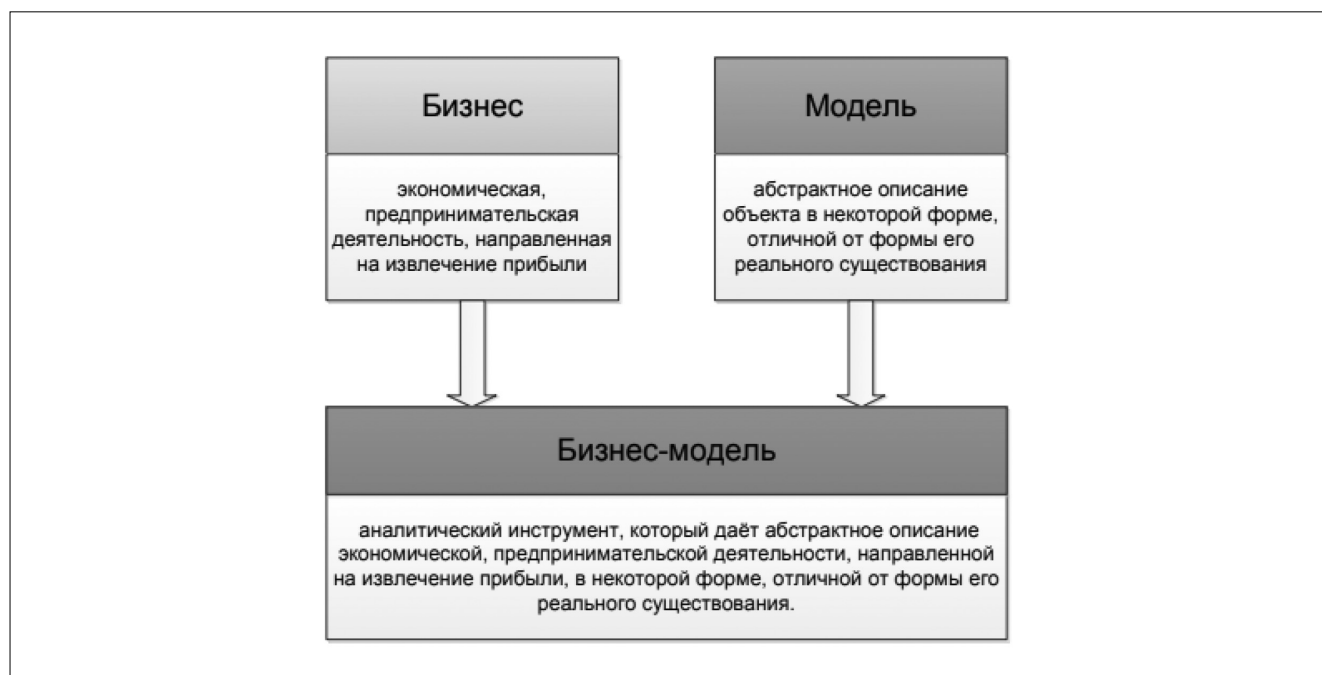 Бизнес
экономическая,
предпринимательская
деятельность, направленная
на извлечение прибыли
Модель
абстрактное описание
объекта в некоторой форме,
отличной от формы его
реального существования
Бизнес-модель
аналитический инструмент, который даёт абстрактное описание
экономической, предпринимательской деятельности, направленной
на извлечение прибыли, в некоторой форме, отличной от формы его
реального существования.